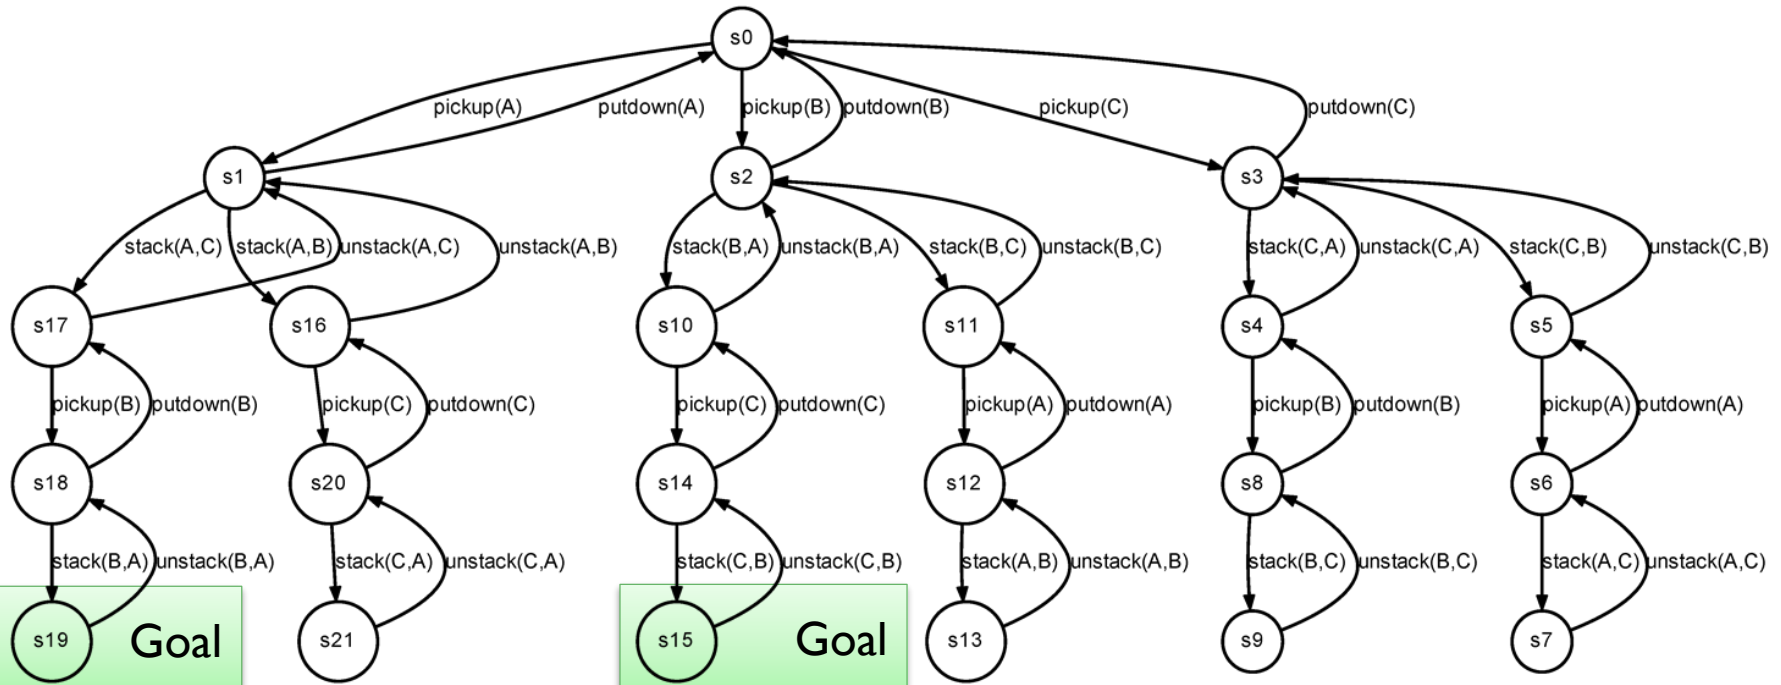 s0
pickup(A)
putdown(A)
pickup(B)
putdown(B)
pickup(C)
putdown(C)
s1
s2
s3
stack(A,C)
stack(A,B)
unstack(A,C)
unstack(A,B)
stack(B,A)
unstack(B,A)
stack(B,C)
unstack(B,C)
stack(C,A)
unstack(C,A)
stack(C,B)
unstack(C,B)
s17
s16
s10
s11
s4
s5
pickup(B)
putdown(B)
pickup(C)
putdown(C)
pickup(C)
putdown(C)
pickup(A)
putdown(A)
pickup(B)
putdown(B)
pickup(A)
putdown(A)
s18
s20
s14
s12
s8
s6
stack(B,A)
unstack(B,A)
stack(C,A)
unstack(C,A)
stack(C,B)
unstack(C,B)
stack(A,B)
unstack(A,B)
stack(B,C)
unstack(B,C)
stack(A,C)
unstack(A,C)
s19
Goal
s21
s15
Goal
s13
s9
s7